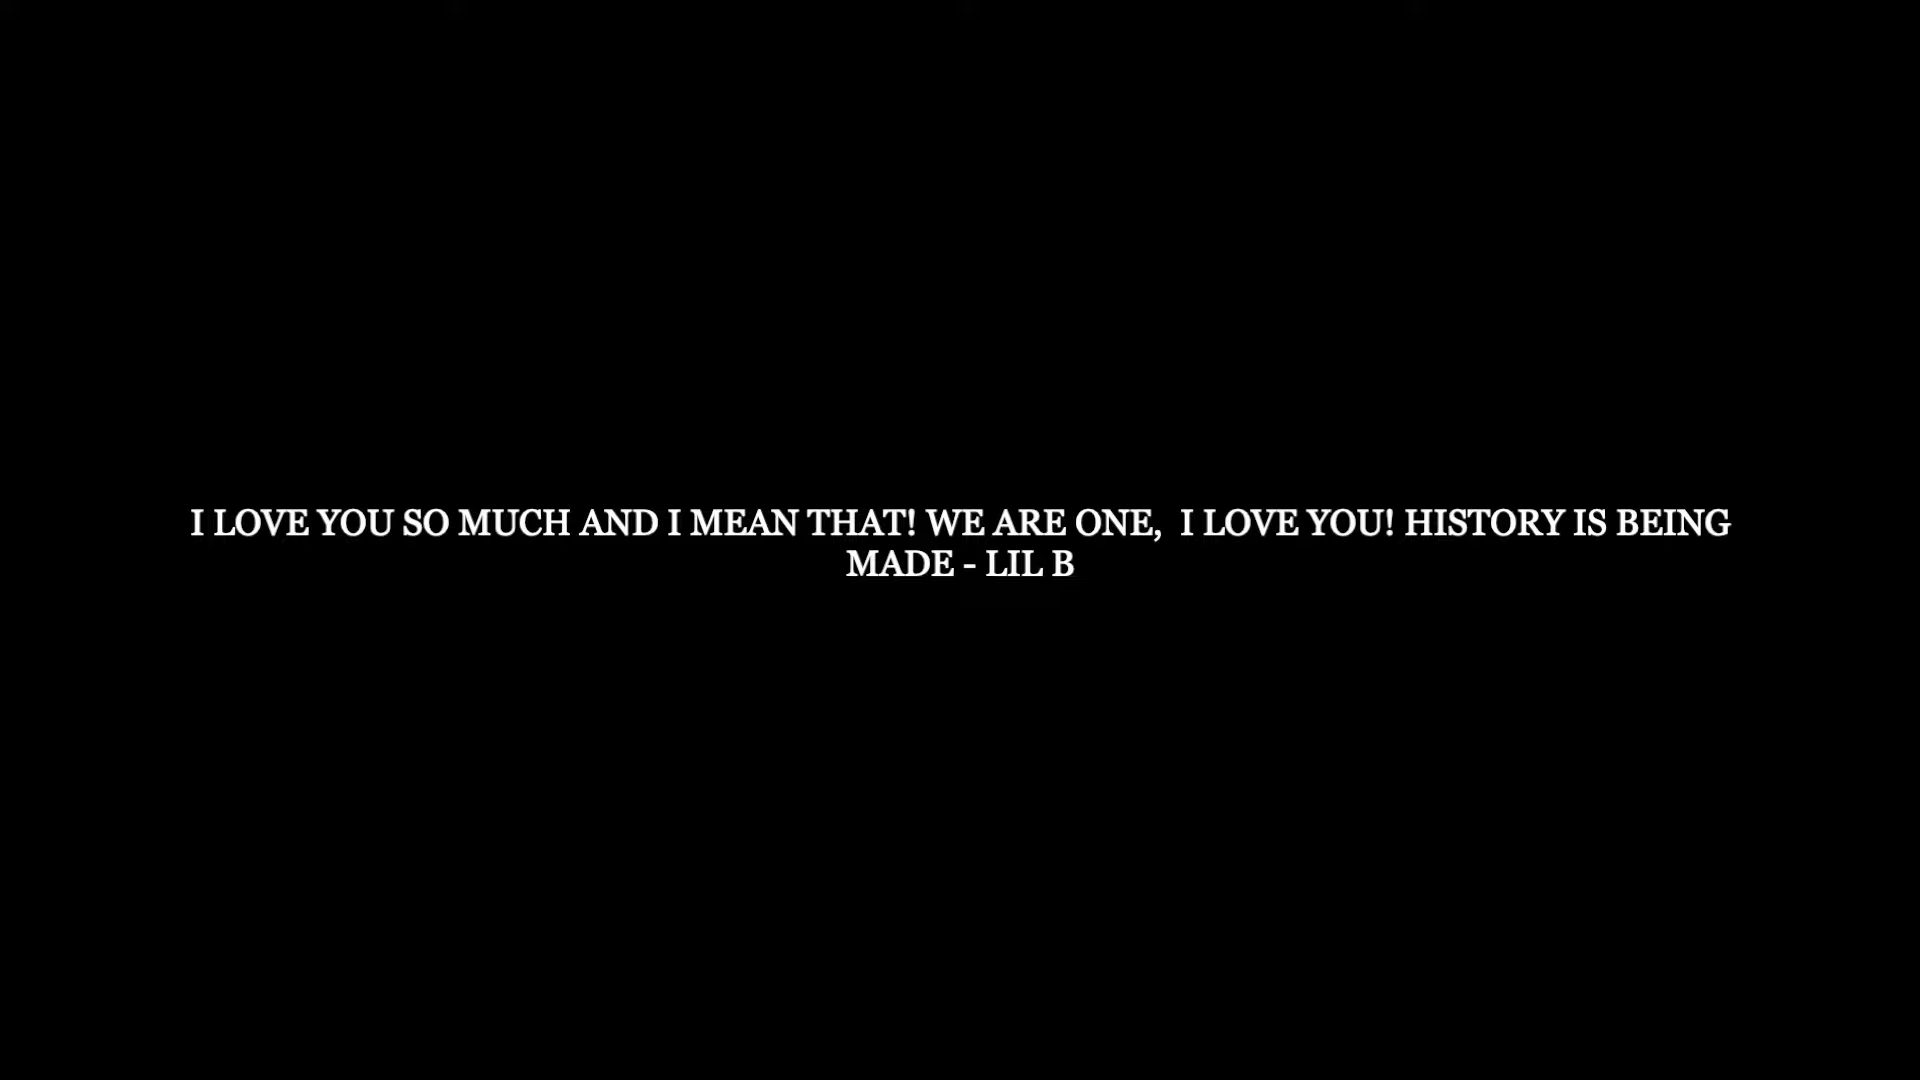 I LOVE YOU SO MUCH AND I MEAN THAT! WE ARE ONE,  I LOVE YOU! HISTORY IS BEING
MADE - LIL B